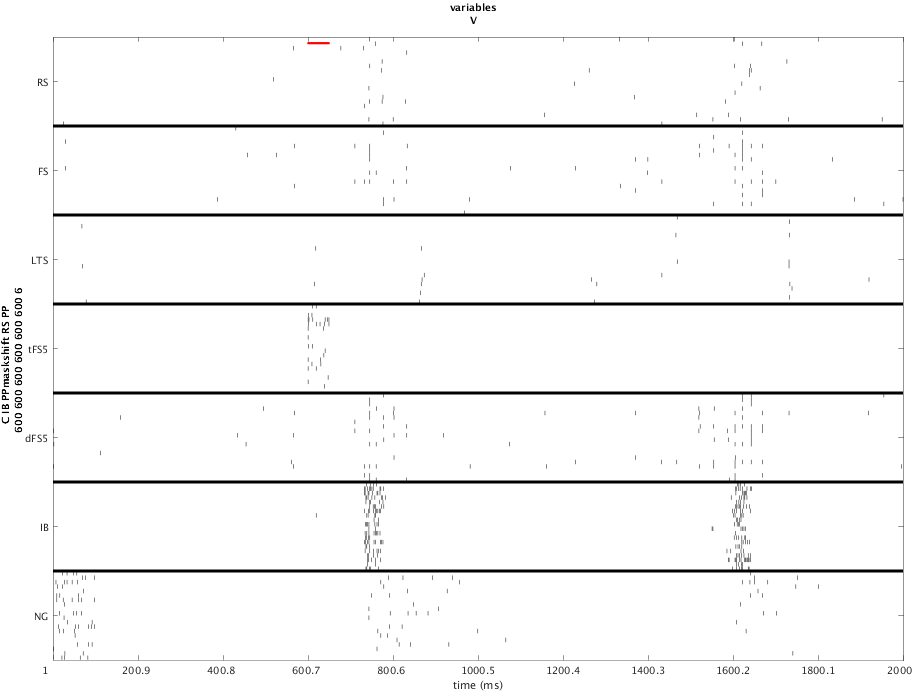 variables
V
C IB PPmaskshift RS PP
600 600 600 600 600 600 600 6
RS
FS
LTS
tFS5
dFS5
IB
NG
1 200.9 400.8 600.7 800.6 1000.5 1200.4 1400.3 1600.2 1800.1 2000
time (ms)